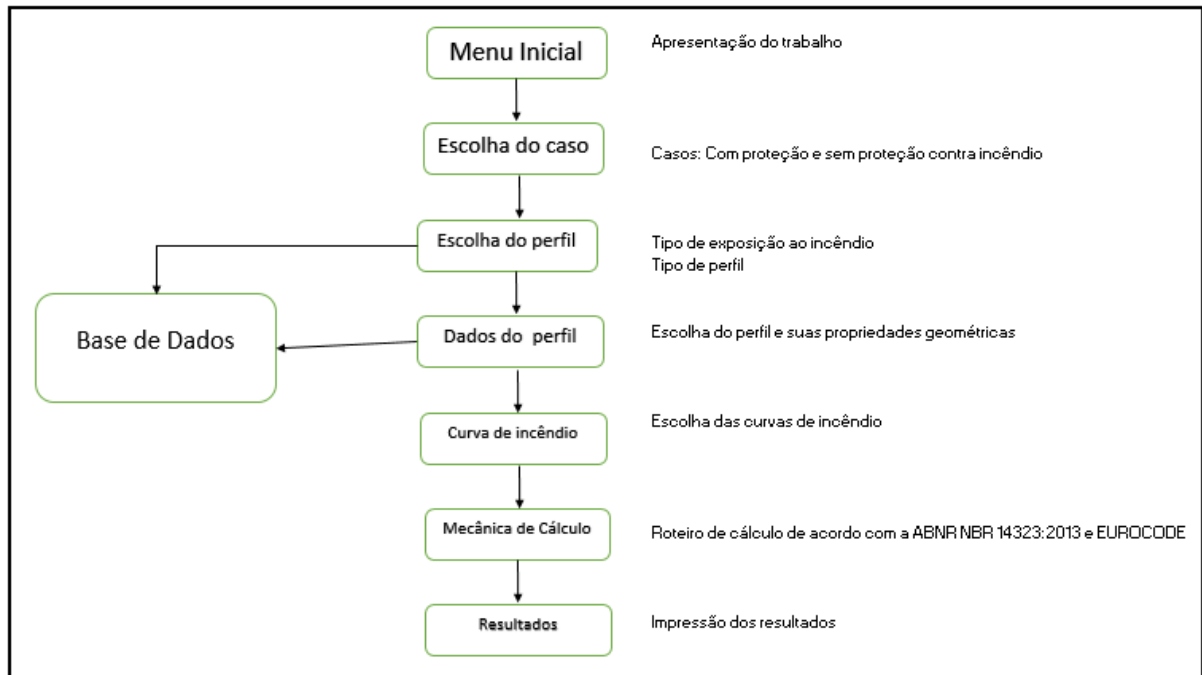 Menu Inicial
Apresentação do trabalho
Escolha do caso
Casos: Com proteção e sem proteção contra incêndio
Escolha do perfil
Tipo de exposição ao incêndio
Tipo de perfil
Base de Dados
Dados do perfil
Escolha do perfil e suas propriedades geométricas
Curva de incêndio
Escolha das curvas de incêndio
Mecânica de Cálculo
Roteiro de cálculo de acordo com a ABNR NBR 14323:2013 e EUROCODE
Resultados
Impressão dos resultados